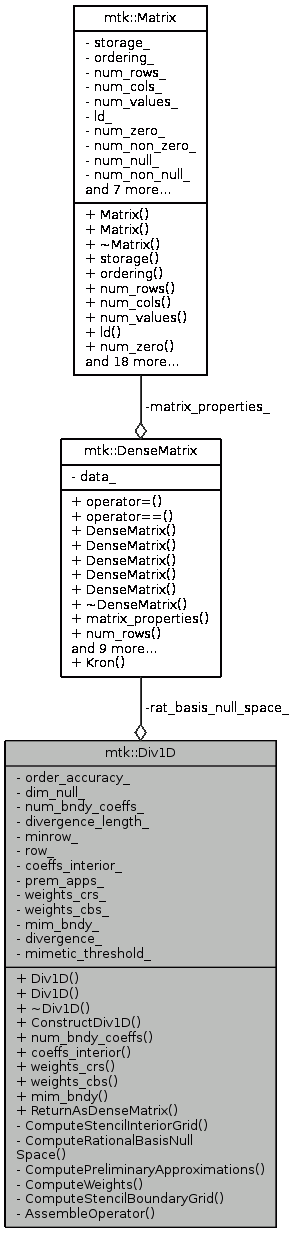 mtk::Matrix
- storage_
- ordering_
- num_rows_
- num_cols_
- num_values_
- ld_
- num_zero_
- num_non_zero_
- num_null_
- num_non_null_
and 7 more...
+ Matrix()
+ Matrix()
+ ~Matrix()
+ storage()
+ ordering()
+ num_rows()
+ num_cols()
+ num_values()
+ ld()
+ num_zero()
and 18 more...
-matrix_properties_
mtk::DenseMatrix
- data_
+ operator=()
+ operator==()
+ DenseMatrix()
+ DenseMatrix()
+ DenseMatrix()
+ DenseMatrix()
+ DenseMatrix()
+ ~DenseMatrix()
+ matrix_properties()
+ num_rows()
and 9 more...
+ Kron()
-rat_basis_null_space_
mtk::Div1D
- order_accuracy_
- dim_null_
- num_bndy_coeffs_
- divergence_length_
- minrow_
- row_
- coeffs_interior_
- prem_apps_
- weights_crs_
- weights_cbs_
- mim_bndy_
- divergence_
- mimetic_threshold_
+ Div1D()
+ Div1D()
+ ~Div1D()
+ ConstructDiv1D()
+ num_bndy_coeffs()
+ coeffs_interior()
+ weights_crs()
+ weights_cbs()
+ mim_bndy()
+ ReturnAsDenseMatrix()
- ComputeStencilInteriorGrid()
- ComputeRationalBasisNull
Space()
- ComputePreliminaryApproximations()
- ComputeWeights()
- ComputeStencilBoundaryGrid()
- AssembleOperator()